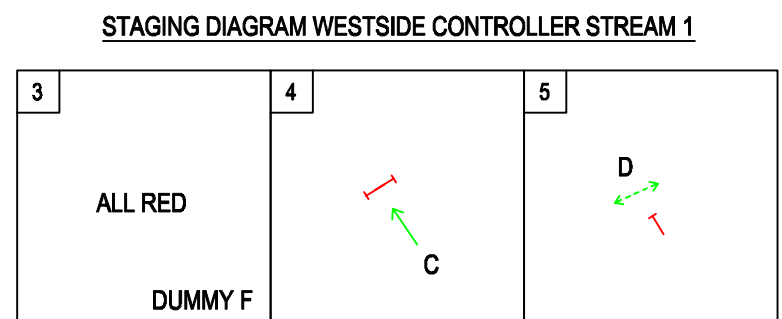 STAGING DIAGRAM WESTSIDE CONTROLLER STREAM 1
3
4
5
ALL RED
D
C
DUMMY F